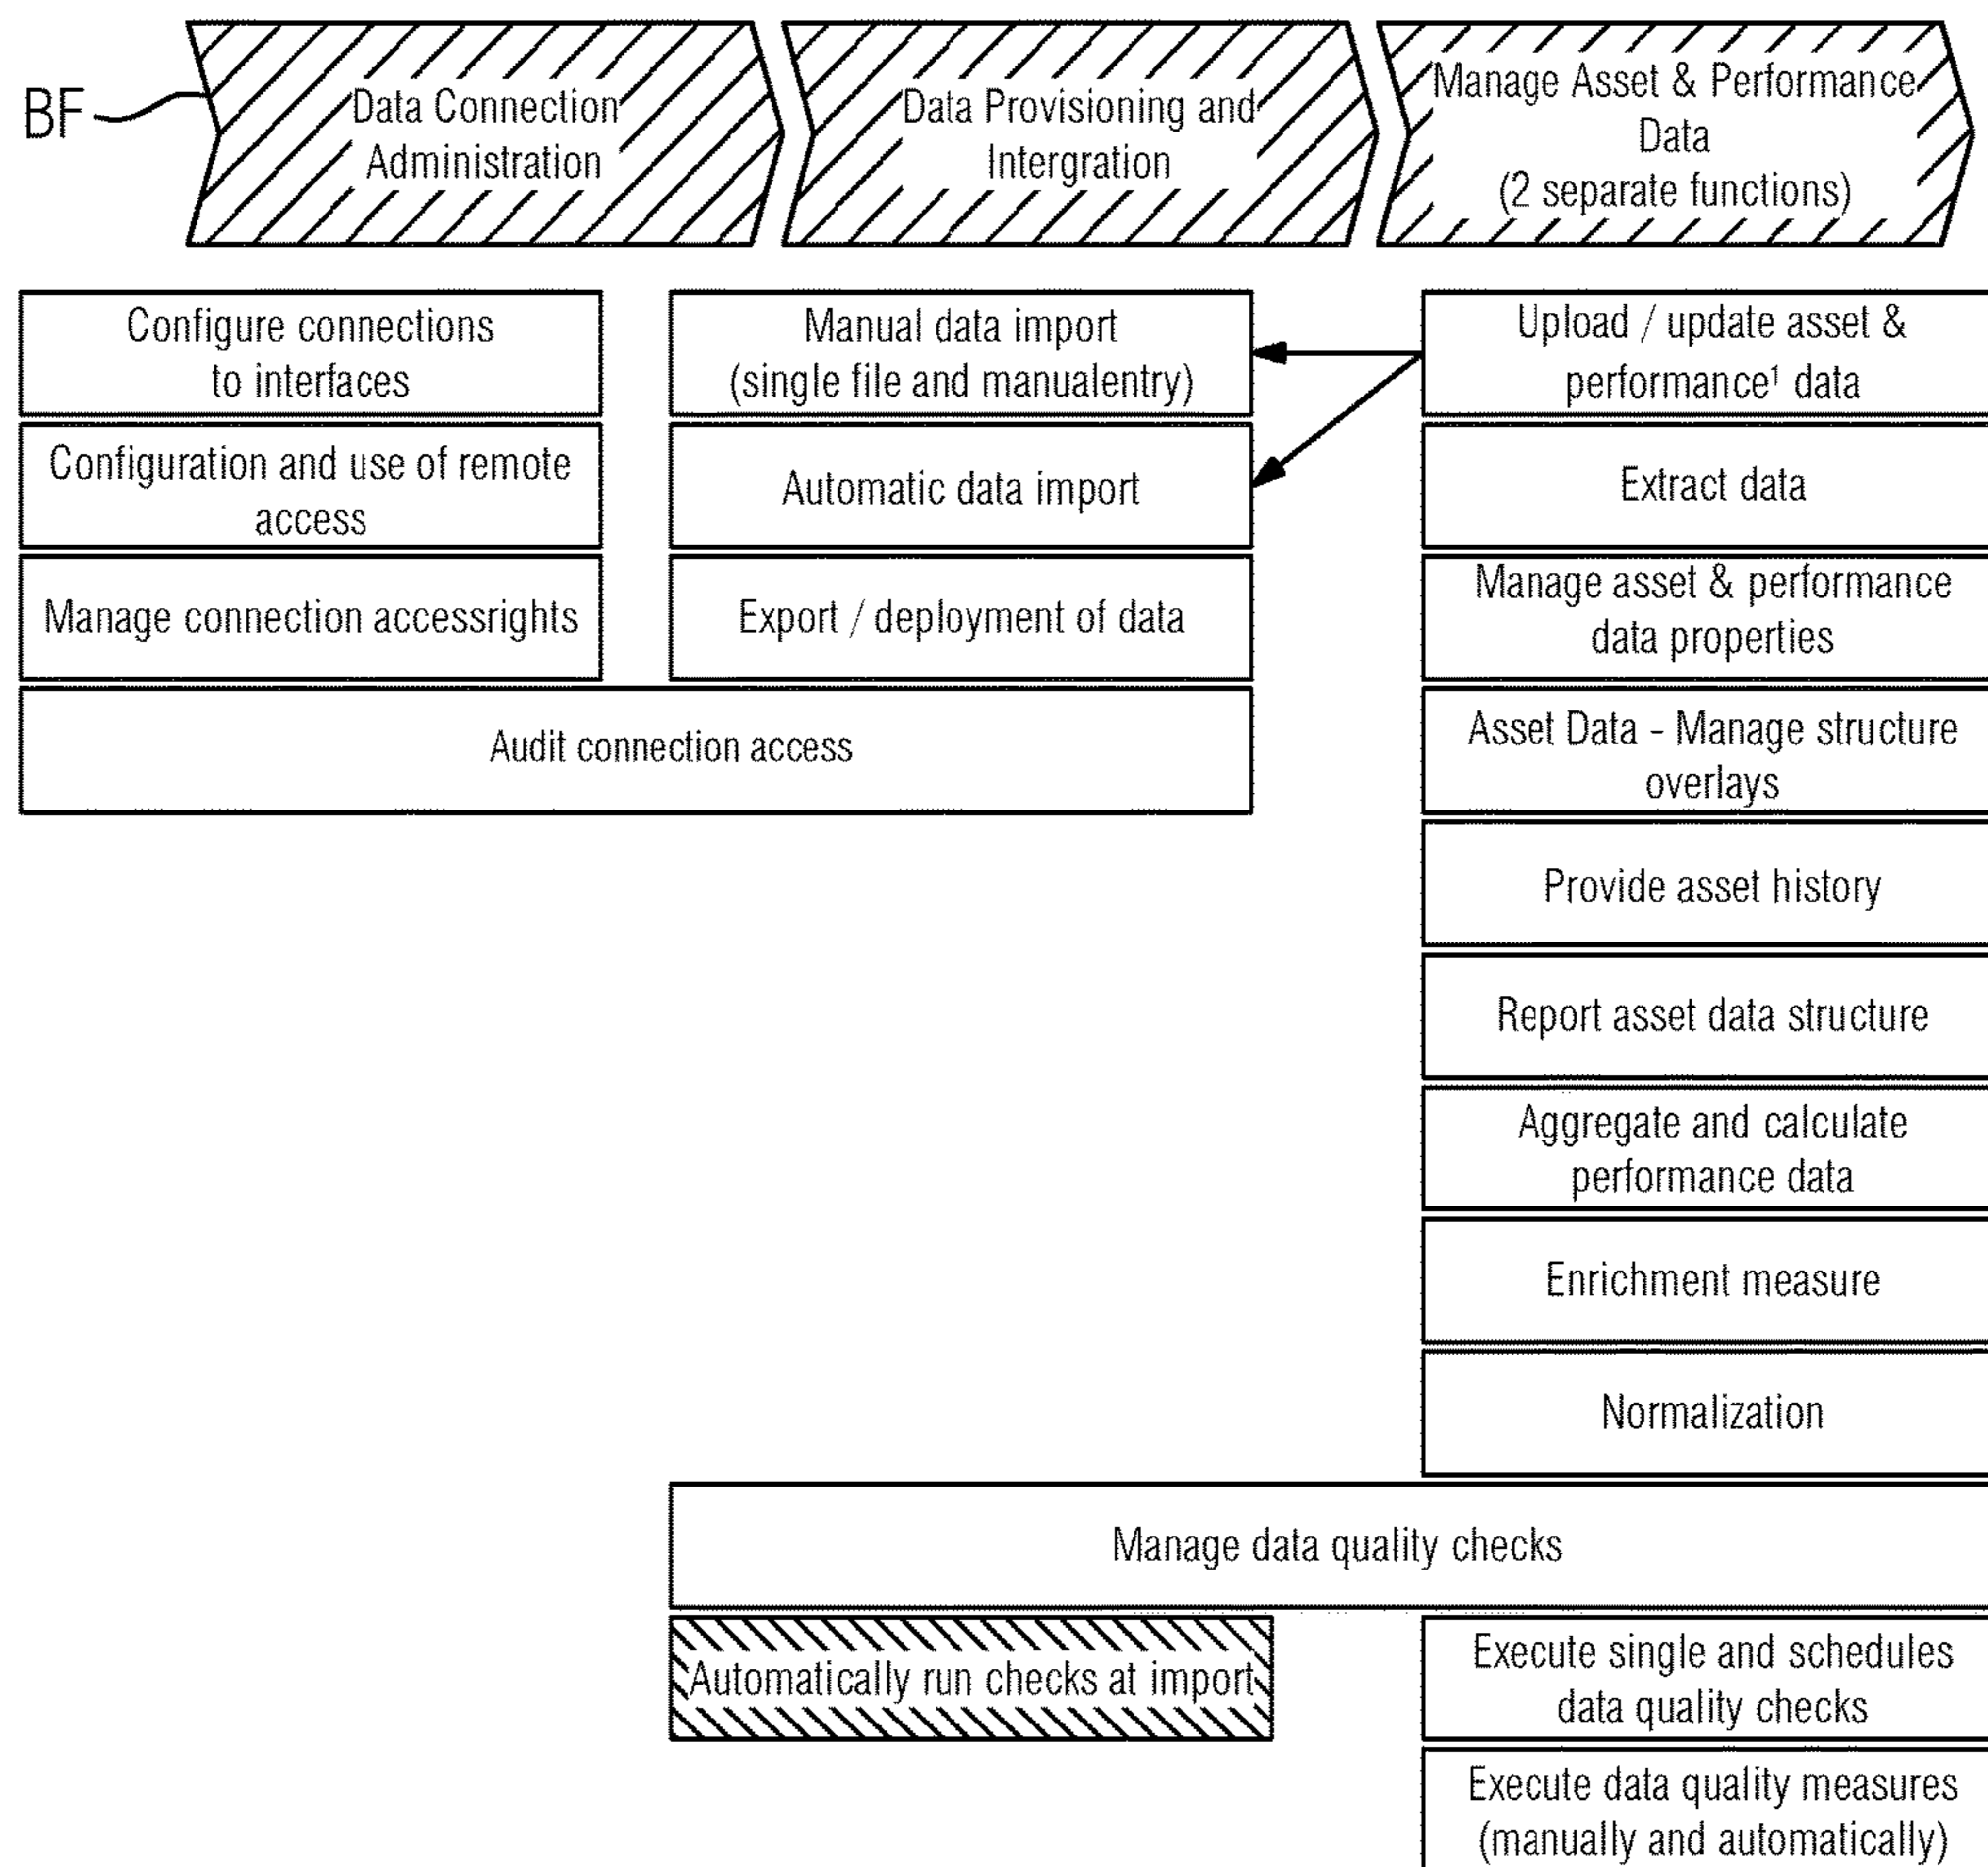 BF
Data Connection
Administration
Data Provisioning and
Intergration
Manage Asset & Performance
Data
(2 separate functions)
Configure connections
to interfaces
Configuration and use of remote
access
Manage connection accessrights
Manual data import
(single file and manualentry)
Automatic data import
Export / deployment of data
Audit connection access
Upload / update asset &
performance¹ data
Extract data
Manage asset & performance
data properties
Asset Data - Manage structure
overlays
Provide asset history
Report asset data structure
Aggregate and calculate
performance data
Enrichment measure
Normalization
Manage data quality checks
Automatically run checks at import
Execute single and schedules
data quality checks
Execute data quality measures
(manually and automatically)